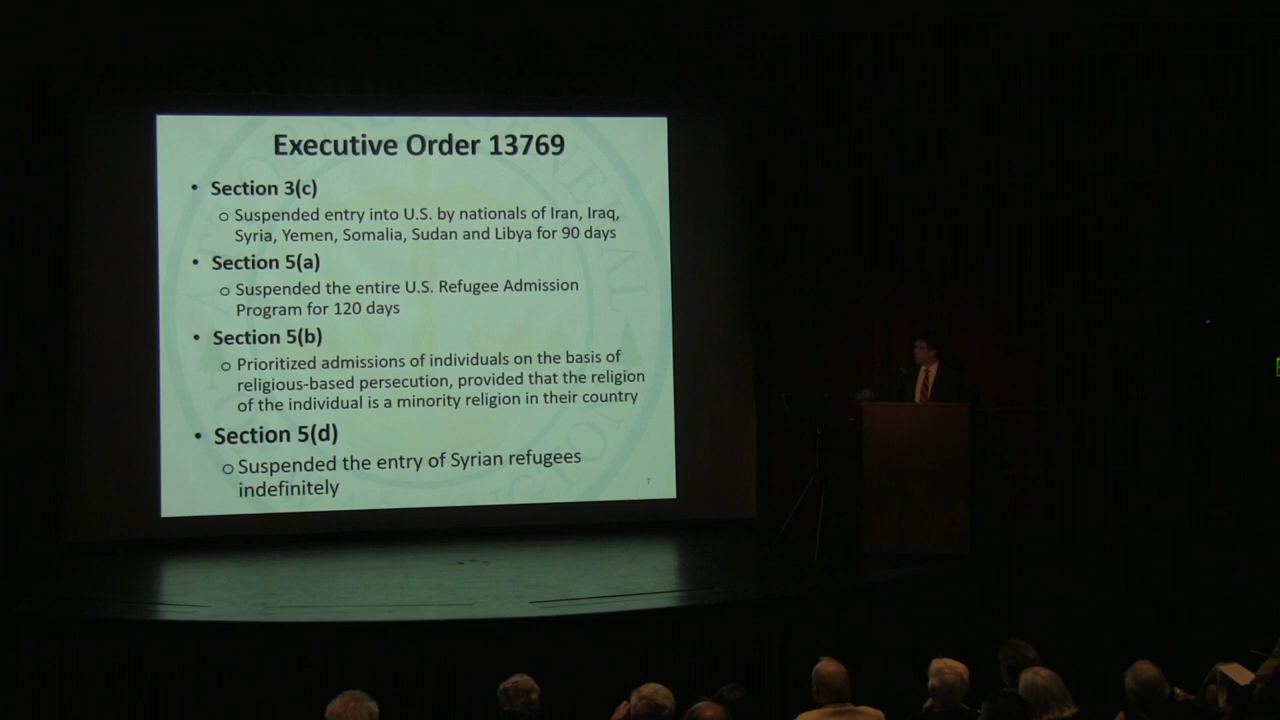 Executive Order 13769
• Section 3(c)
o Suspended entry into U.S. by nationals of Iran, Iraq,
Syria, Yemen, Somalia, Sudan and Libya for 90 days
• Section 5(a)
o Suspended the entire U.S. Refugee Admission
Program for 120 days
• Section 5(b)
o Prioritized admissions of individuals on the basis of
religious-based persecution, provided that the religion
of the individual is a minority religion in their country
• Section 5(d)
o Suspended the entry of Syrian refugees
indefinitely
7